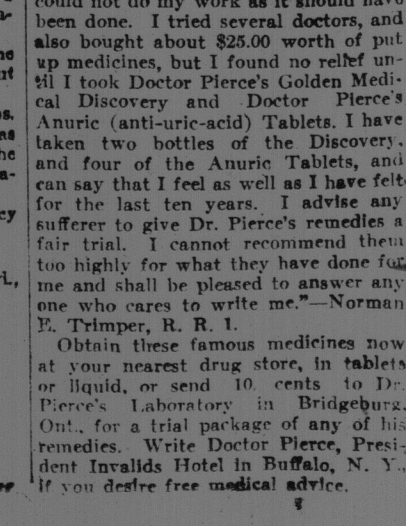 could not do my work as it should have
been done. I tried several doctors, and
also bought about $25.00 worth of put
up medicines, but I found no relief un-
til I took Doctor Pierce's Golden Medi-
cal Discovery and Doctor Pierce's
Anuric (anti-uric-acid) Tablets. I have
taken two bottles of the Discovery,
and four of the Anuric Tablets, and
can say that I feel as well as I have felt
for the last ten years. I advise any
sufferer to give Dr. Pierce's remedies a
fair trial. I cannot recommend them
too highly for what they have done for
me and shall be pleased to answer any
one who cares to write me."—Norman
E. Trimper, R. R. 1.
Obtain these famous medicines now
at your nearest drug store, in tablets
or liquid, or send 10 cents to Dr.
Pierce's Laboratory in Bridgeburg,
Ont., for a trial package of any of his
remedies. Write Doctor Pierce, Presi-
dent Invalids Hotel in Buffalo, N. Y.,
if you desire free medical advice.